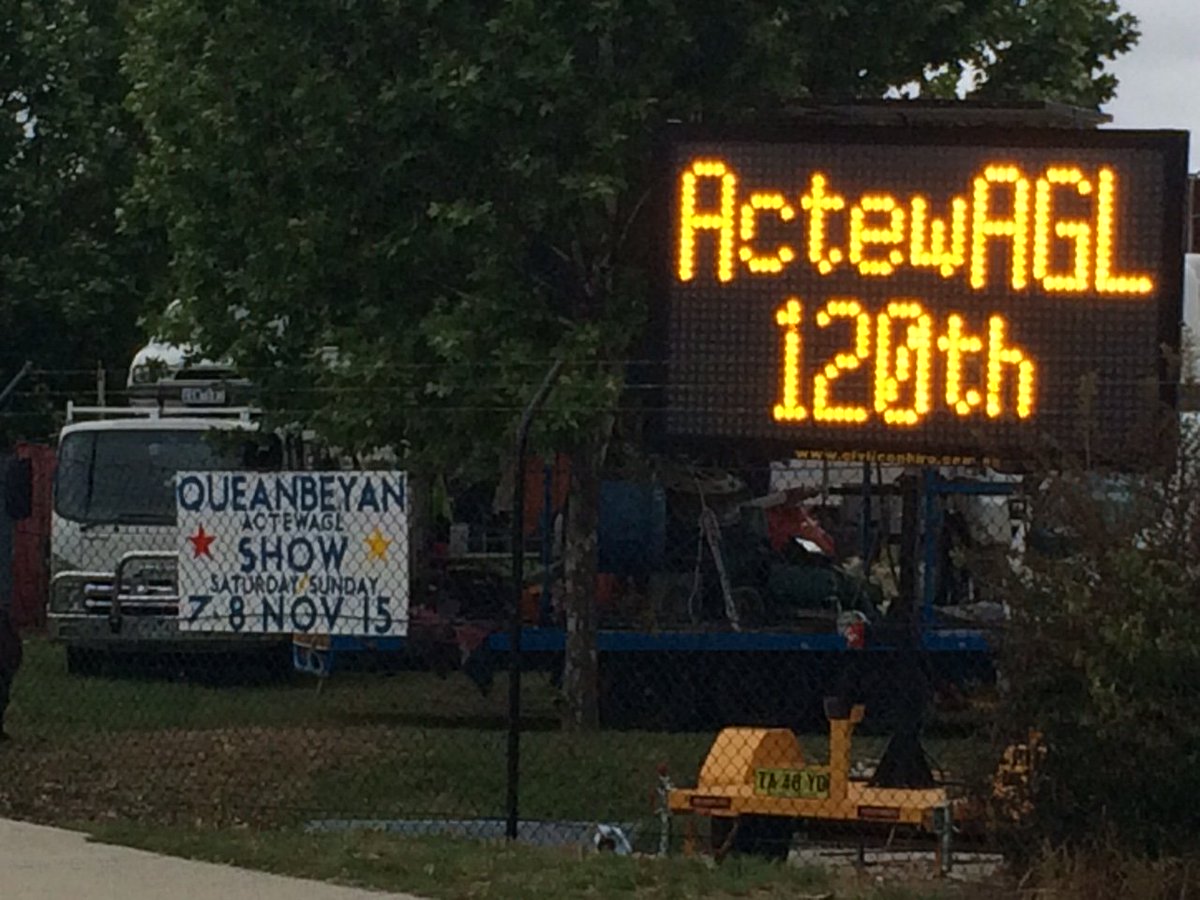 ActewAGL
120th
QUEANBEYAN
ACTEWAGL
SHOW
SATURDAY SUNDAY
7-8 NOV 15